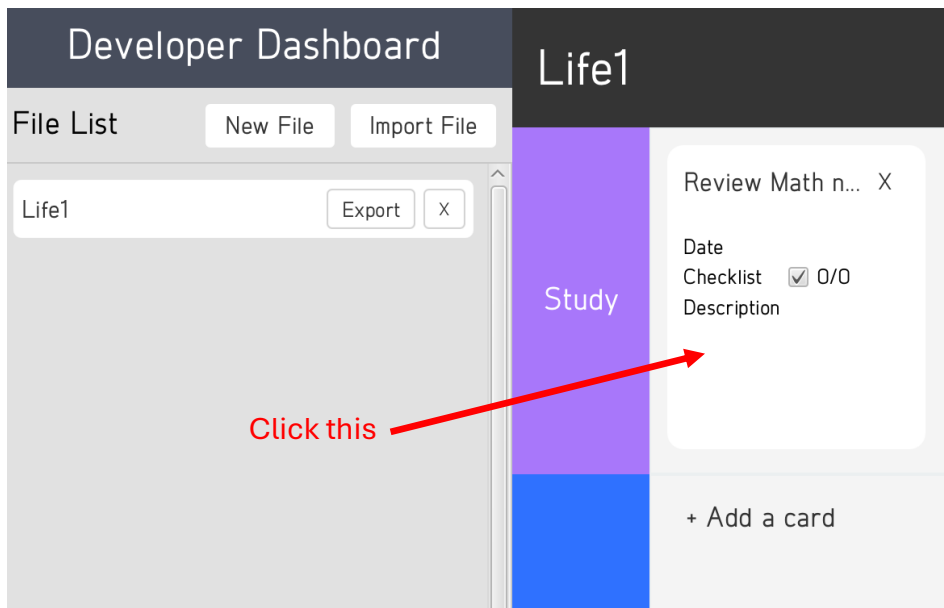 Developer Dashboard
File List
New File
Import File
Life1
Export
X
Click this
Life1
Study
Review Math n... X
Date
Checklist 0/0
Description
+ Add a card